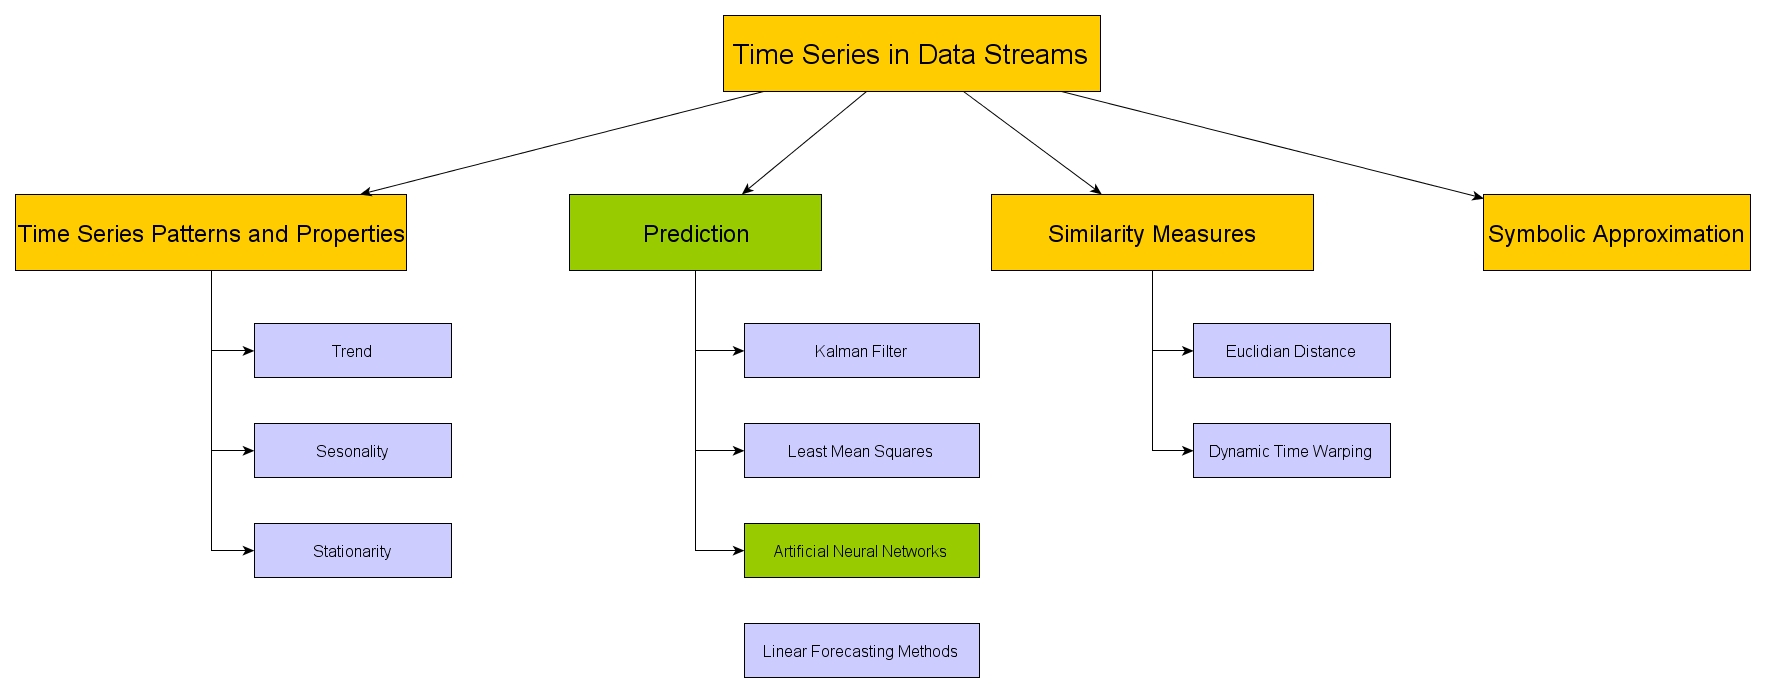 Time Series in Data Streams
Time Series Patterns and Properties
Prediction
Similarity Measures
Symbolic Approximation
Trend
Kalman Filter
Euclidian Distance
Sesonality
Least Mean Squares
Dynamic Time Warping
Stationarity
Artificial Neural Networks
Linear Forecasting Methods